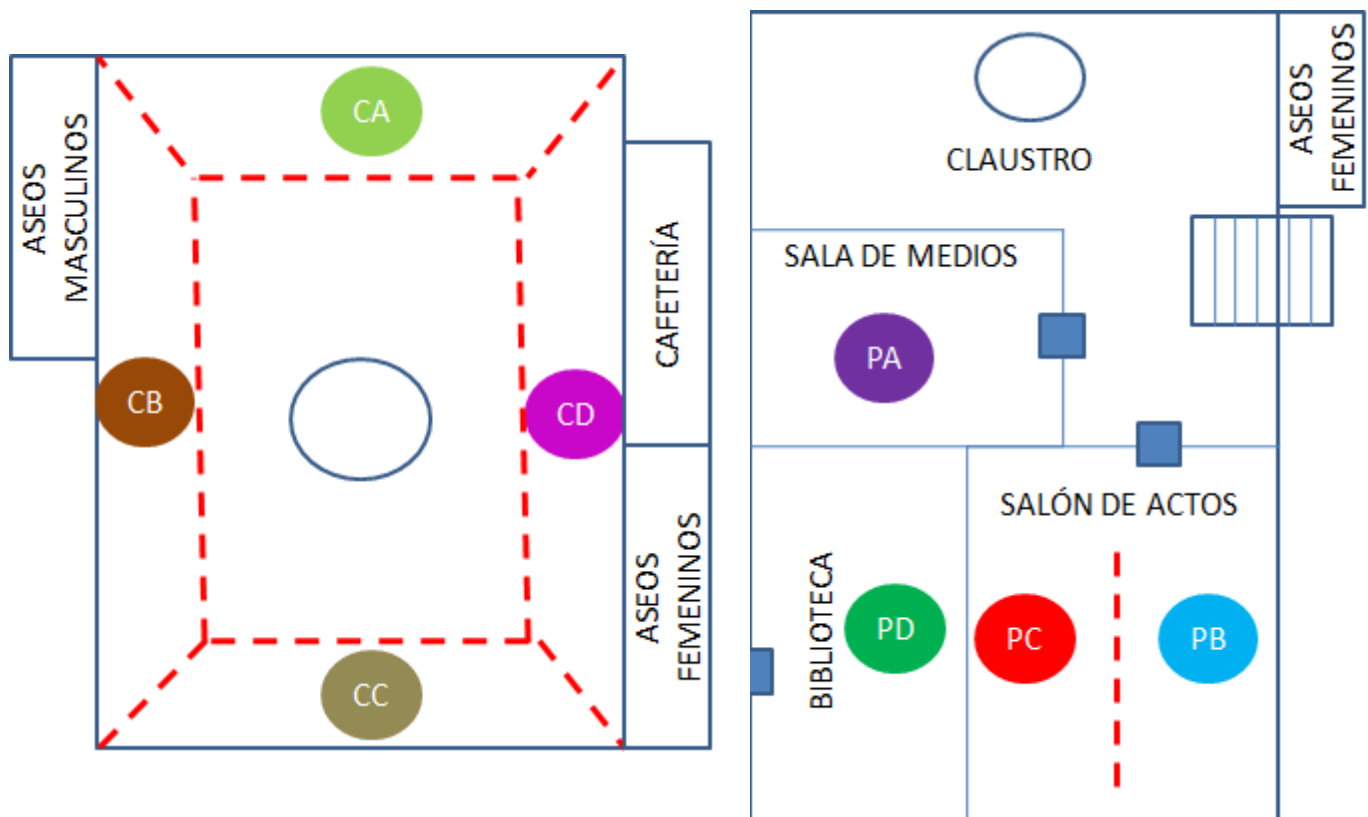 ASEOS
MASCULINOS
CA
CAFETERÍA
CB
CD
ASEOS
FEMENINOS
CC
ASEOS
FEMENINOS
CLAUSTRO
SALA DE MEDIOS
PA
SALÓN DE ACTOS
BIBLIOTECA
PD
PC
PB